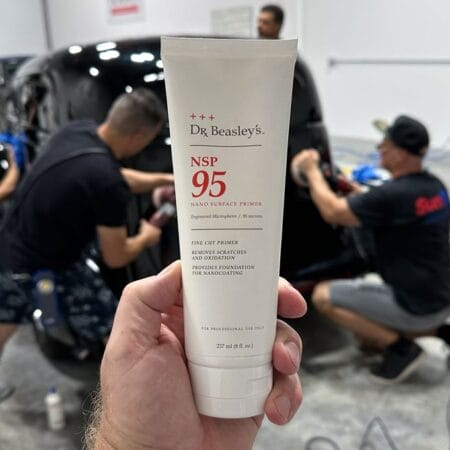 +++
Dr. Beasley's.
NSP
95
NANO SURFACE PRIMER
Engineered Microspheres / 95 microns
FINE CUT PRIMER
REMOVES SCRATCHES
AND OXIDATION
PROVIDES FOUNDATION
FOR NANOCOATING
FOR PROFESSIONAL USE ONLY
237 ml (8 fl. oz.)